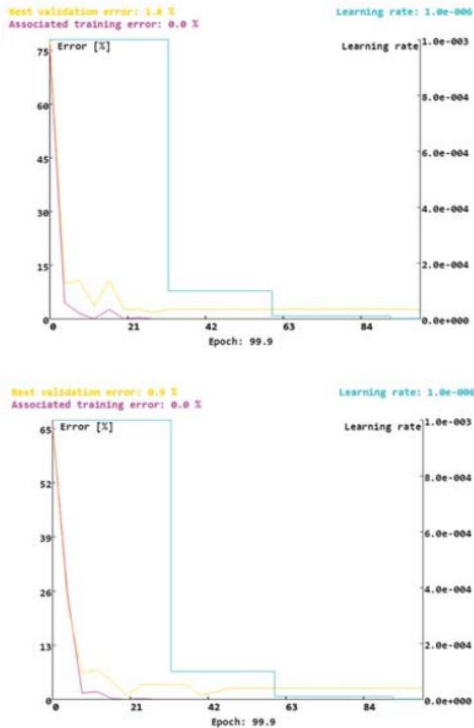 Best validation error: 1.8 %
Learning rate: 1.0e-006
Associated training error: 0.0 %
Error [%]
Learning rate
75
60
45
30
15
0
1.0e-003
8.0e-004
6.0e-004
4.0e-004
2.0e-004
0.0e+000
0 21 42 63 84
Epoch: 99.9
Best validation error: 0.9 %
Learning rate: 1.0e-006
Associated training error: 0.0 %
Error [%]
Learning rate
65
52
39
26
13
0
1.0e-003
8.0e-004
6.0e-004
4.0e-004
2.0e-004
0.0e+000
0 21 42 63 84
Epoch: 99.9